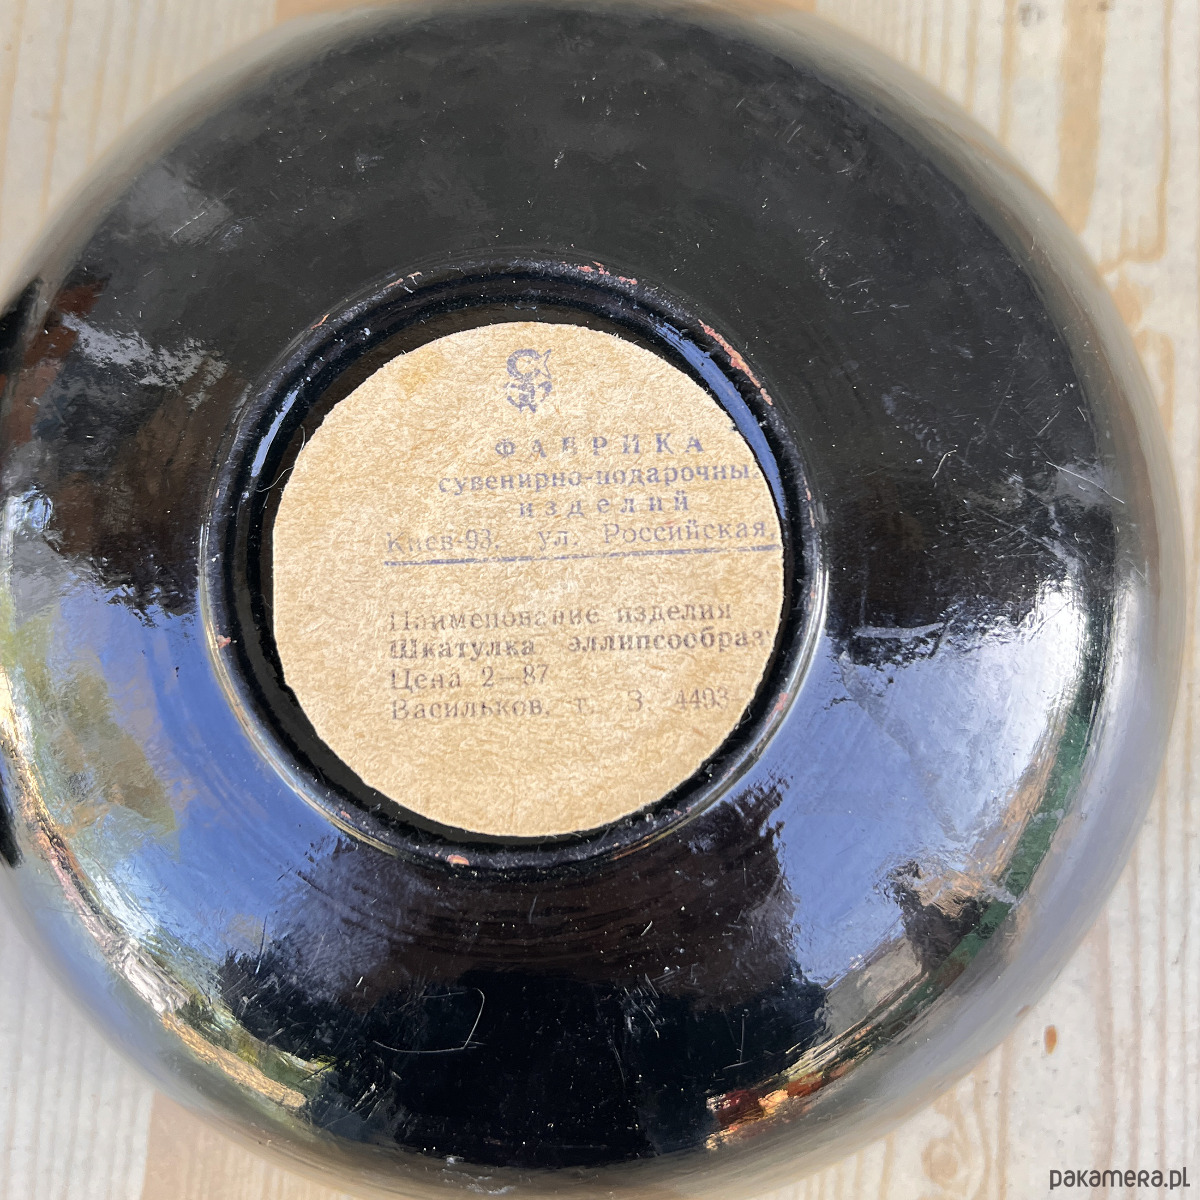 ФАБРИКА
сувенирно-подарочны
изделий
Киев-93, ул. Российская
Наименование изделия
Шкатулка эллипсообраз
Цена 2—87
Васильков, т. З. 4493
pakamera.pl